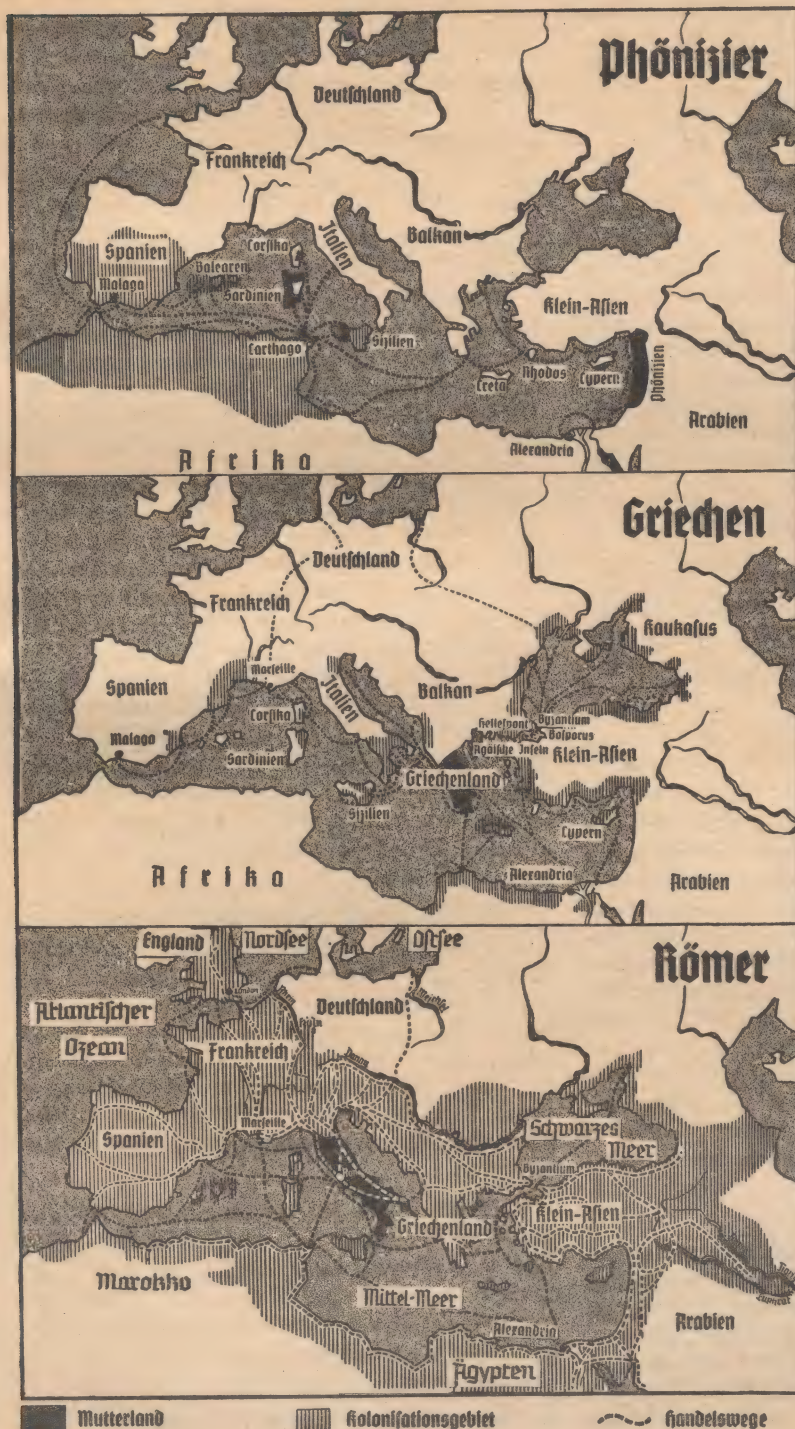 Phönizier
Deutschland
Frankreich
Spanien
Malaga
Balearen
Corsika
Sardinien
Italien
Balkan
Klein-Asien
Carthago
Sizilien
Creta
Rhodos
Cypern
Phönizien
Arabien
Alexandria
Afrika
Griechen
Deutschland
Frankreich
Kaukasus
Marseille
Spanien
Italien
Balkan
Malaga
Corsika
Hellespont
Byzantium
Bosporus
Ägäische Inseln
Klein-Asien
Sardinien
Griechenland
Sizilien
Cypern
Afrika
Alexandria
Arabien
England
Nordsee
Ostsee
Römer
London
Atlantischer
Ozean
Deutschland
Frankreich
Donau
Spanien
Marseille
Schwarzes
Meer
Byzantium
Griechenland
Klein-Asien
Marokko
Mittel-Meer
Euphrat
Alexandria
Arabien
Ägypten
Mutterland
Kolonisationsgebiet
Handelswege